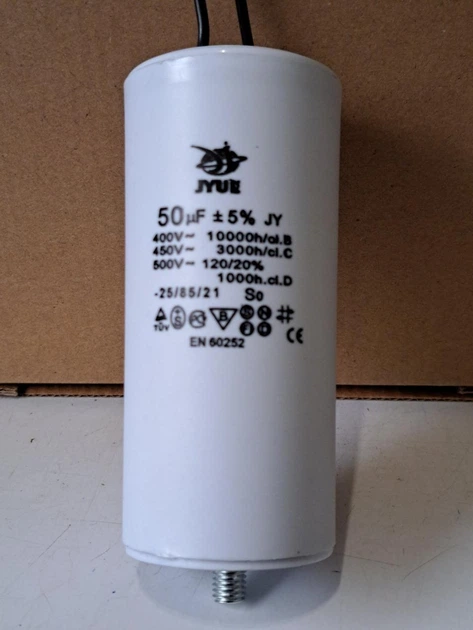 JYUE
50µF ±5% JY
400V~ 10000h/cl.B
450V~ 3000h/cl.C
500V~ 120/20%
1000h.cl.D
-25/85/21 S0
TÜV S B S N F C CE
EN 60252